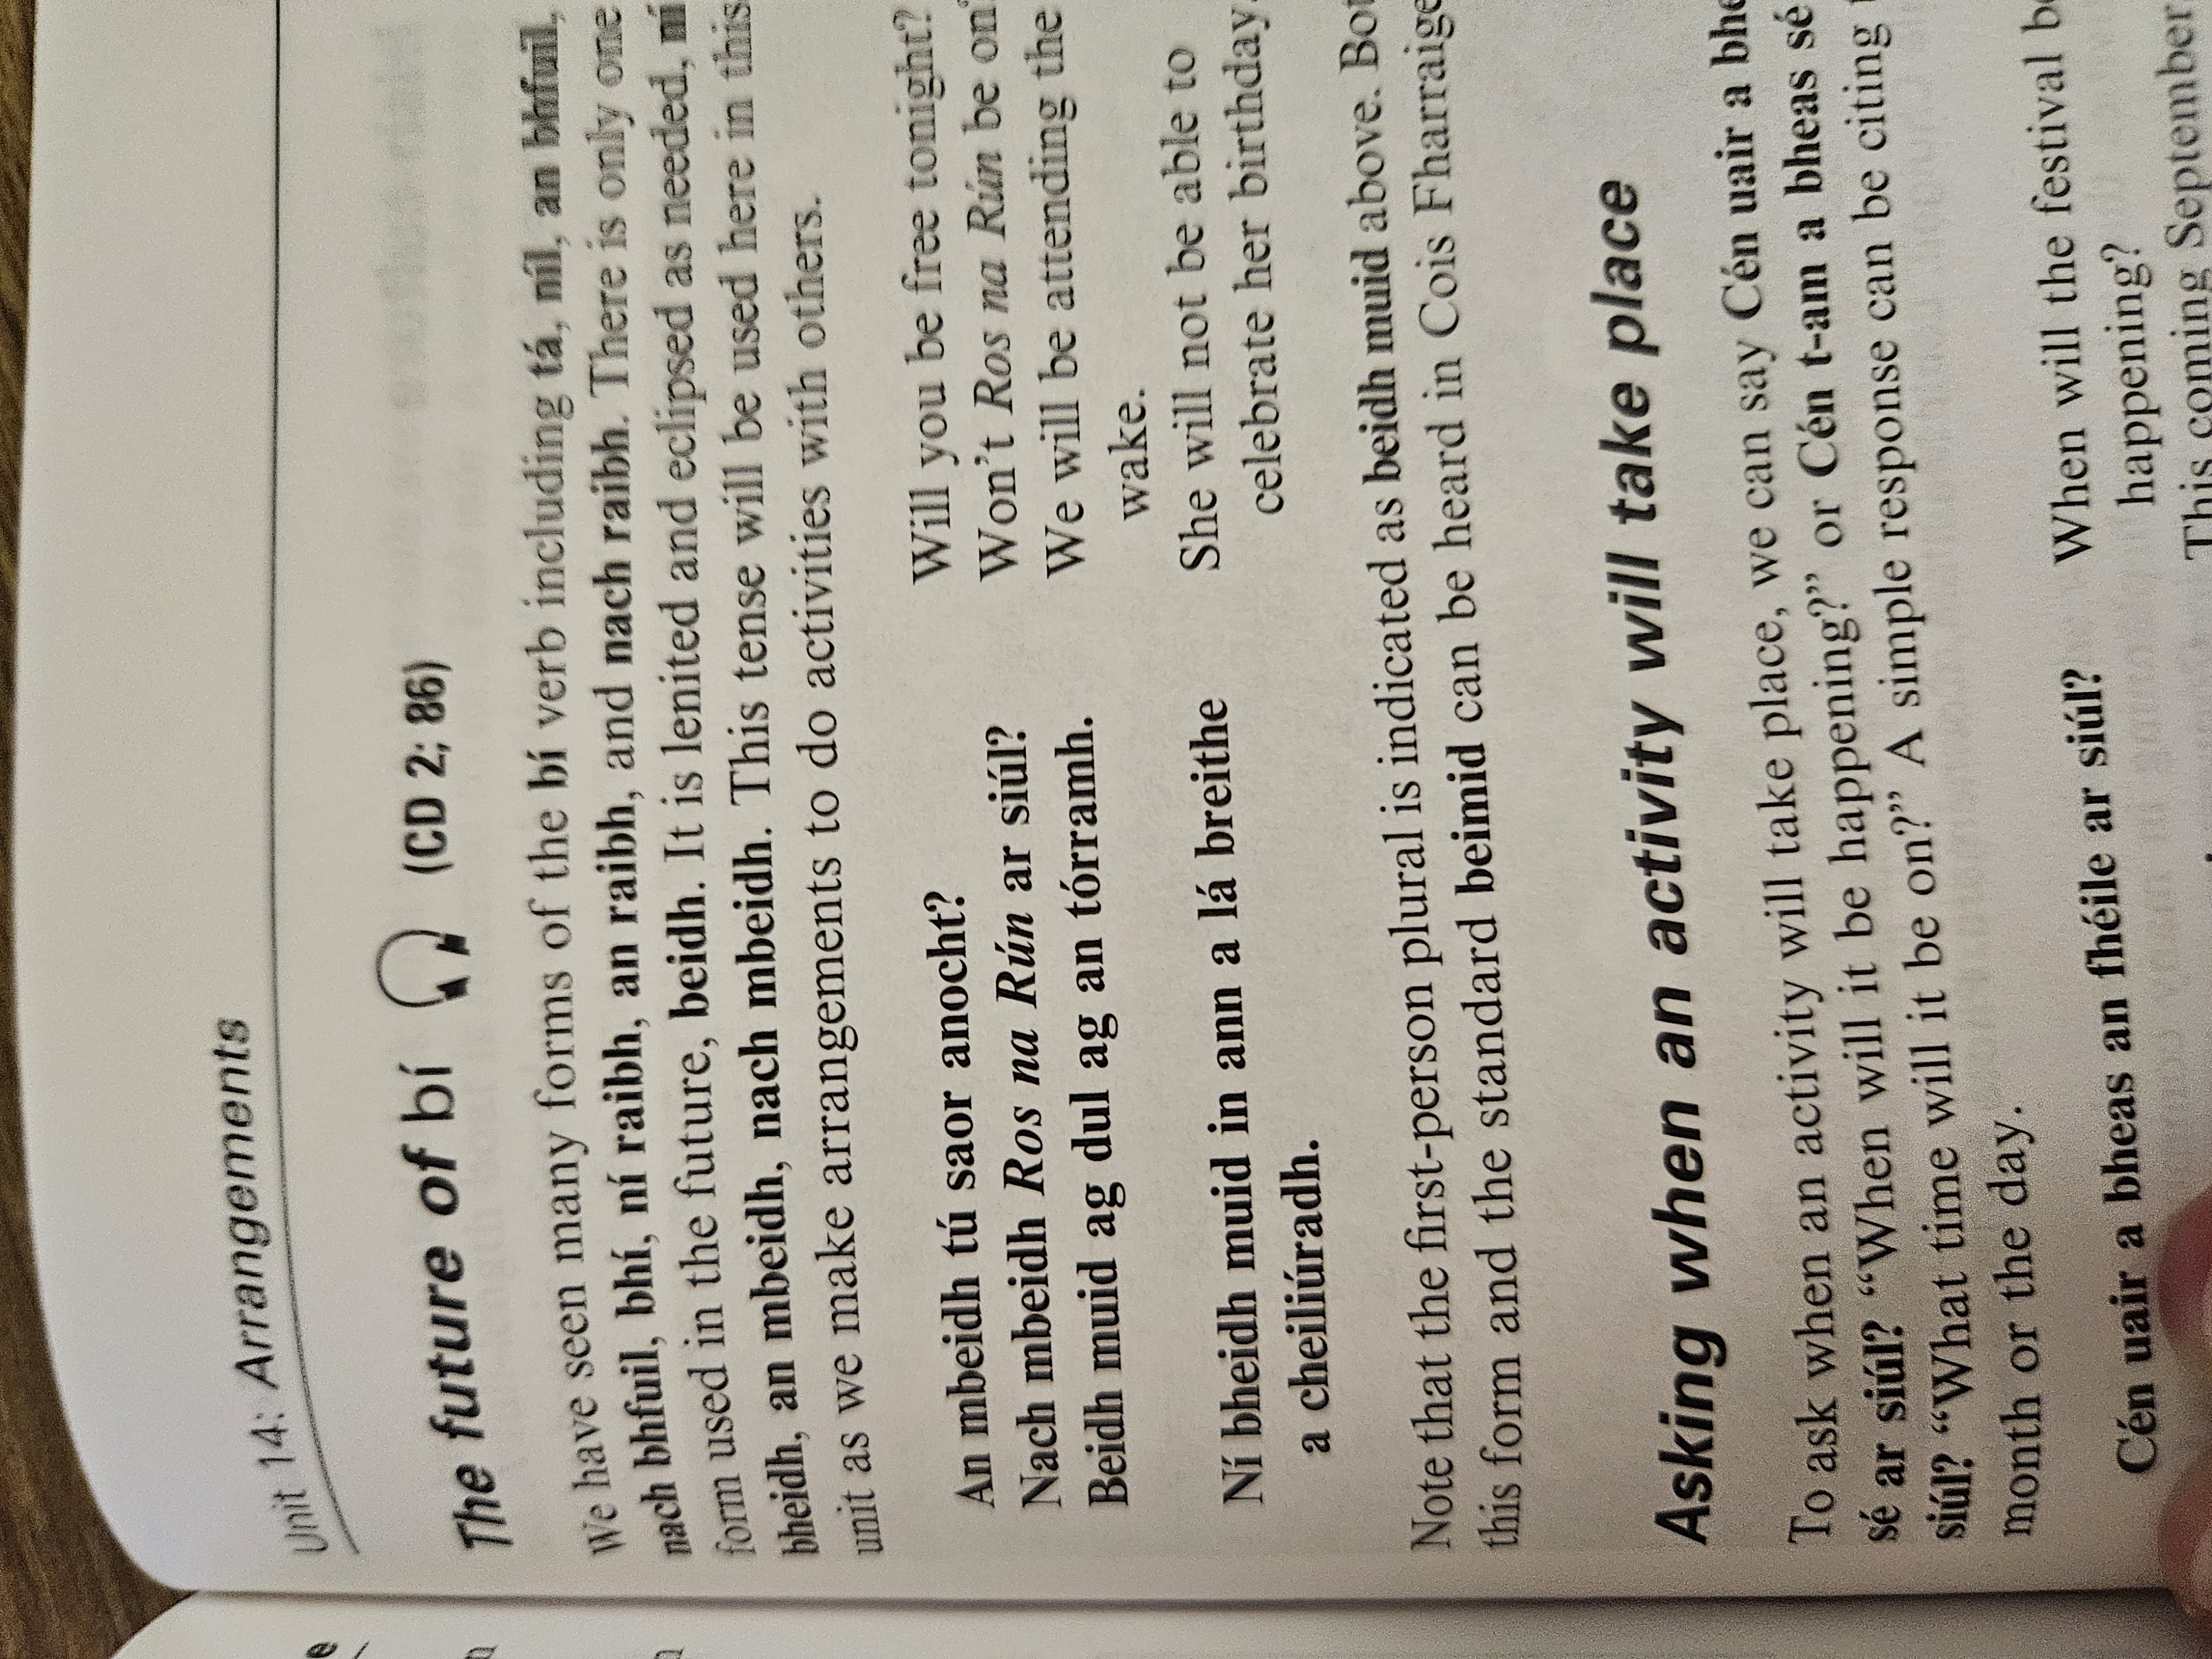 Unit 14: Arrangements
The future of bí (CD 2; 86)
We have seen many forms of the bí verb including tá, níl, an bhfuil,
nach bhfuil, bhí, ní raibh, an raibh, and nach raibh. There is only one
form used in the future, beidh. It is lenited and eclipsed as needed, ní
bheidh, an mbeidh, nach mbeidh. This tense will be used here in this
unit as we make arrangements to do activities with others.
An mbeidh tú saor anocht? Will you be free tonight?
Nach mbeidh Ros na Rún ar siúl? Won't Ros na Rún be on?
Beidh muid ag dul ag an tórramh. We will be attending the
wake.
Ní bheidh muid in ann a lá breithe She will not be able to
a cheiliúradh. celebrate her birthday.
Note that the first-person plural is indicated as beidh muid above.
this form and the standard beimid can be heard in Cois Fharraige
Asking when an activity will take place
To ask when an activity will take place, we can say Cén uair a
sé ar siúl? “When will it be happening?” or Cén t-am a bheas sé
siúl? “What time will it be on?” A simple response can be citing
month or the day.
Cén uair a bheas an fhéile ar siúl? When will the festival
happening?
This coming September